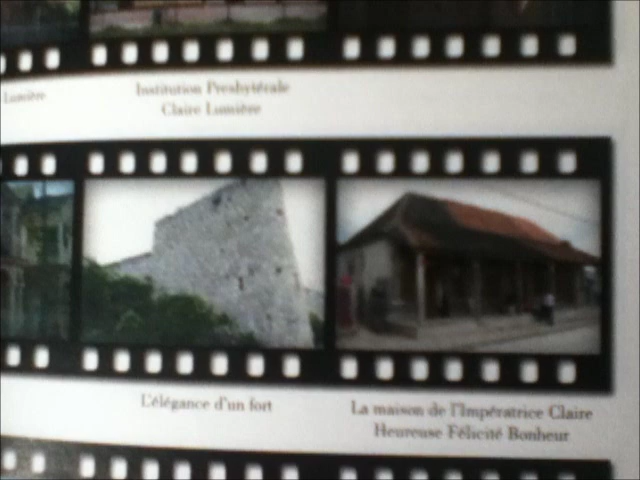 Lumière
Institution Presbytérale
Claire Lumière
L'élégance d'un fort
La maison de l'Impératrice Claire
Heureuse Félicité Bonheur